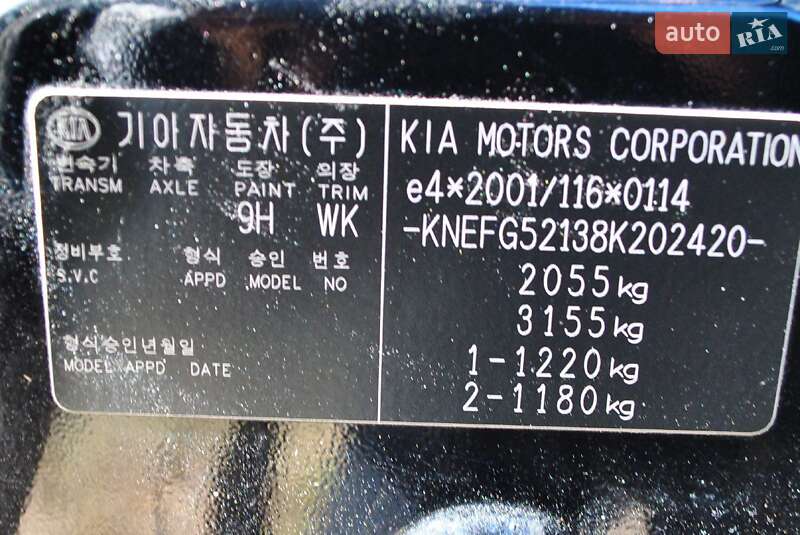 auto RIA
KIA 기아자동차(주)
변속기 차축 도장 의장
TRANSM AXLE PAINT TRIM
9H WK
정비부호 형식 승인 번호
S.V.C APPD MODEL NO
형식승인년월일
MODEL APPD DATE
KIA MOTORS CORPORATION
e4*2001/116*0114
-KNEFG52138K202420-
2055kg
3155kg
1-1220kg
2-1180kg